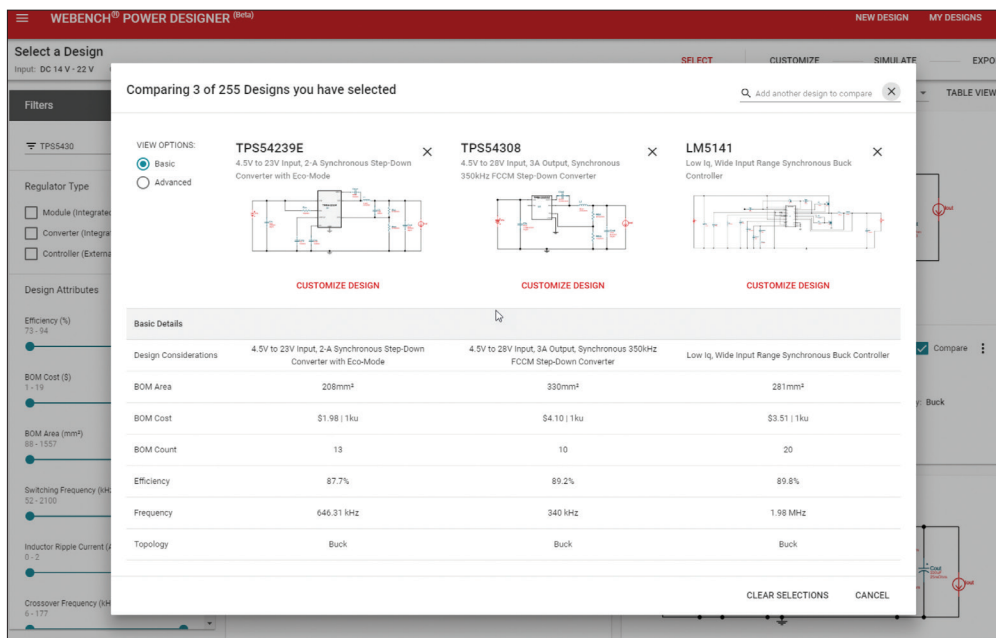 WEBENCH® POWER DESIGNER (Beta)
NEW DESIGN
MY DESIGNS
Select a Design
Input: DC 14 V - 22 V
SELECT
CUSTOMIZE
SIMULATE
EXPO
Filters
TABLE VIEW
TPS5430
Regulator Type
Module (Integrated
Converter (Integra
Controller (Externa
Design Attributes
Efficiency (%)
73 - 94
BOM Cost ($)
1 - 19
BOM Area (mm²)
88 - 1557
Switching Frequency (kHz
52 - 2100
Inductor Ripple Current (A
0 - 2
Crossover Frequency (kH
6 - 177
Comparing 3 of 255 Designs you have selected
Add another design to compare
VIEW OPTIONS:
Basic
Advanced
TPS54239E
4.5V to 23V Input, 2-A Synchronous Step-Down
Converter with Eco-Mode
TPS54308
4.5V to 28V Input, 3A Output, Synchronous
350kHz FCCM Step-Down Converter
LM5141
Low Iq, Wide Input Range Synchronous Buck
Controller
CUSTOMIZE DESIGN
CUSTOMIZE DESIGN
CUSTOMIZE DESIGN
Basic Details
Design Considerations
4.5V to 23V Input, 2-A Synchronous Step-Down
Converter with Eco-Mode
4.5V to 28V Input, 3A Output, Synchronous 350kHz
FCCM Step-Down Converter
Low Iq, Wide Input Range Synchronous Buck Controller
BOM Area 208mm² 330mm² 281mm²
BOM Cost $1.98 | 1ku $4.10 | 1ku $3.51 | 1ku
BOM Count 13 10 20
Efficiency 87.7% 89.2% 89.8%
Frequency 646.31 kHz 340 kHz 1.98 MHz
Topology Buck Buck Buck
CLEAR SELECTIONS
CANCEL
Compare
y: Buck
Cout